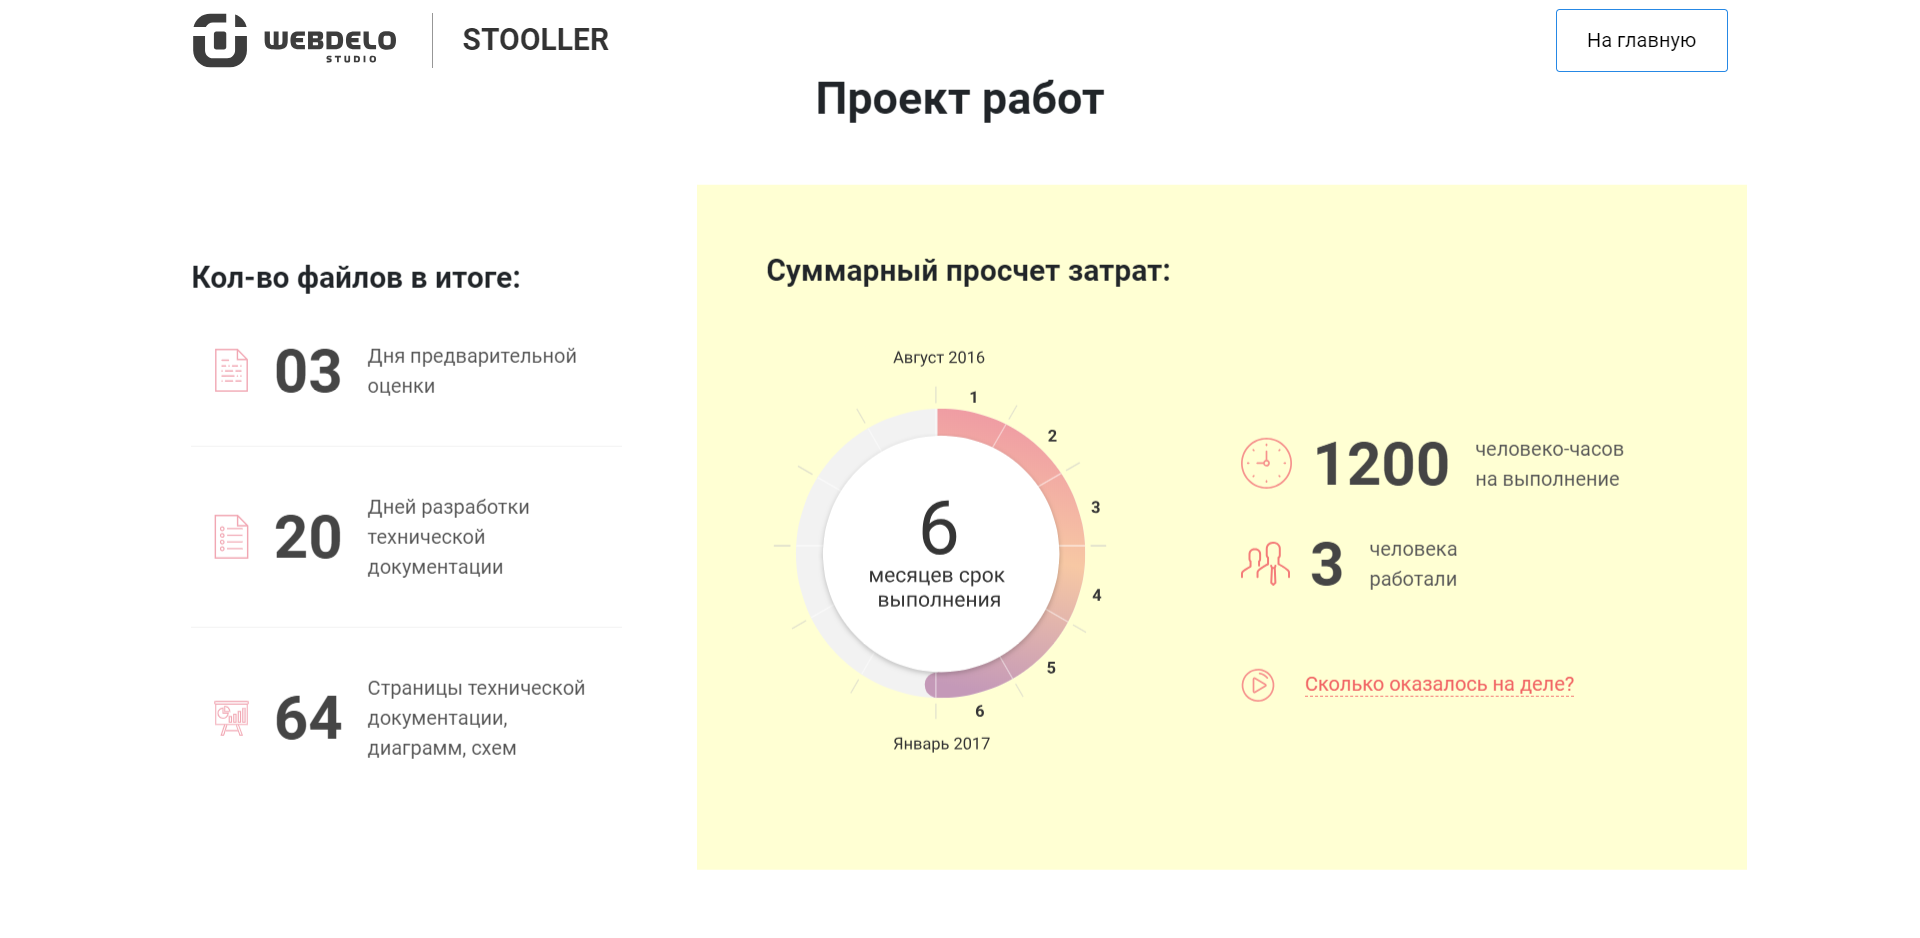 WEBDELO
STUDIO
STOOLLER
На главную
Проект работ
Кол-во файлов в итоге:
03
Дня предварительной
оценки
20
Дней разработки
технической
документации
64
Страницы технической
документации,
диаграмм, схем
Суммарный просчет затрат:
Август 2016
1
2
3
4
5
6
Январь 2017
6
месяцев срок
выполнения
1200
человеко-часов
на выполнение
3
человека
работали
Сколько оказалось на деле?